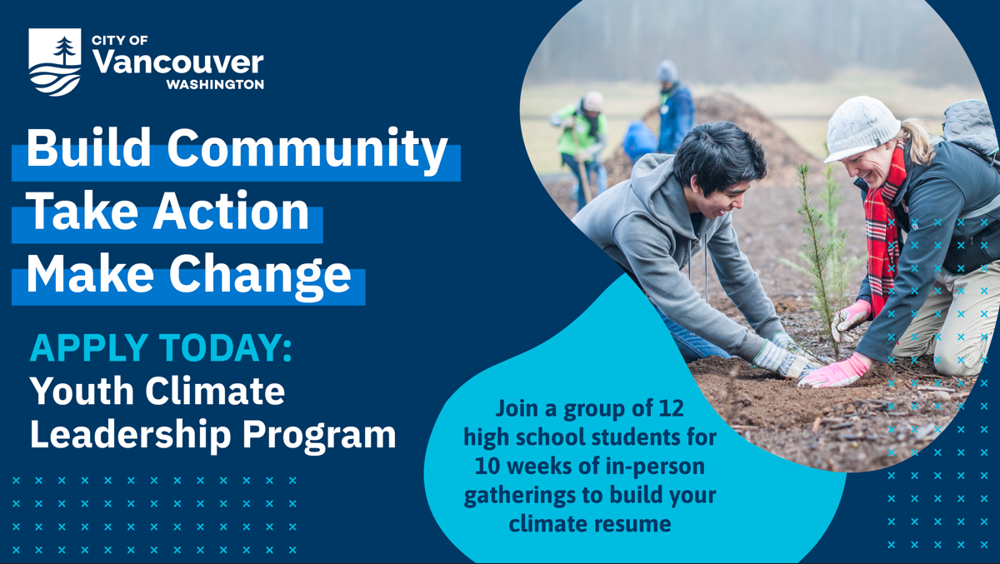 CITY OF
Vancouver
WASHINGTON
Build Community
Take Action
Make Change
APPLY TODAY:
Youth Climate
Leadership Program
Join a group of 12
high school students for
10 weeks of in-person
gatherings to build your
climate resume